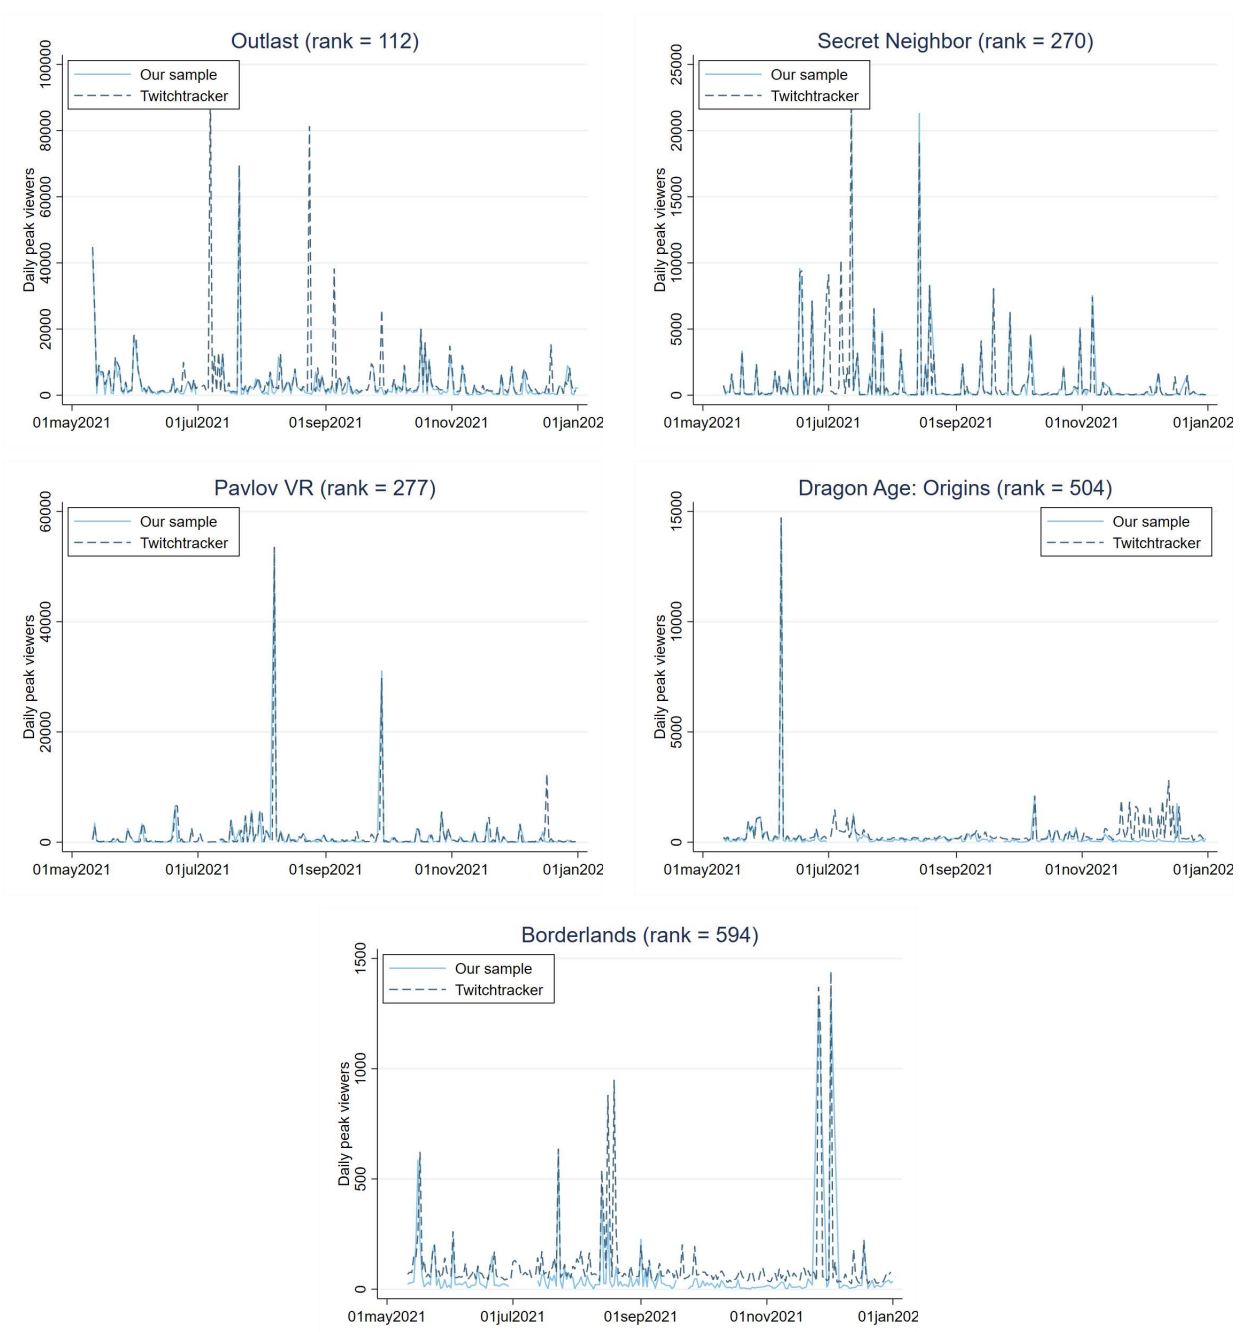 Outlast (rank = 112)
Our sample
Twitchtracker
Daily peak viewers
100000
80000
60000
40000
20000
0
01may2021 01jul2021 01sep2021 01nov2021 01jan202
Secret Neighbor (rank = 270)
Our sample
Twitchtracker
Daily peak viewers
25000
20000
15000
10000
5000
0
01may2021 01jul2021 01sep2021 01nov2021 01jan202
Pavlov VR (rank = 277)
Our sample
Twitchtracker
Daily peak viewers
60000
40000
20000
0
01may2021 01jul2021 01sep2021 01nov2021 01jan202
Dragon Age: Origins (rank = 504)
Our sample
Twitchtracker
Daily peak viewers
15000
10000
5000
0
01may2021 01jul2021 01sep2021 01nov2021 01jan202
Borderlands (rank = 594)
Our sample
Twitchtracker
Daily peak viewers
1500
1000
500
0
01may2021 01jul2021 01sep2021 01nov2021 01jan202